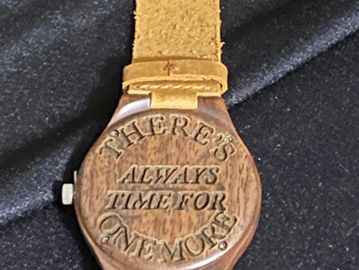 THERE'S
ALWAYS
TIME FOR
ONE MORE